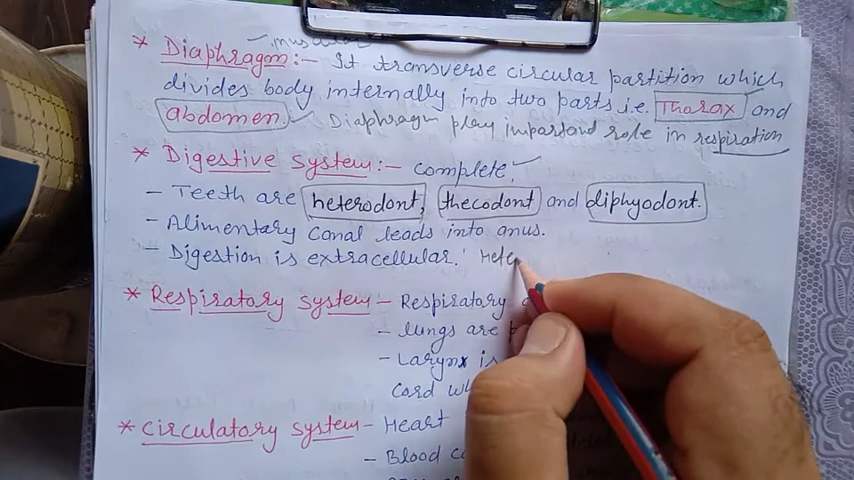 muscular
* Diaphragm:- It transverse circular partition which
divides body internally into two parts i.e. Thorax and
abdomen. Diaphragm play important role in respiration
* Digestive system:- complete.
- Teeth are heterodont, thecodont and diphyodont.
- Alimentary canal leads into anus.
- Digestion is extracellular. Hete
* Respiratory system - Respiratory
- lungs are
- Larynx is
Cord
* Circulatory system - Heart
- Blood